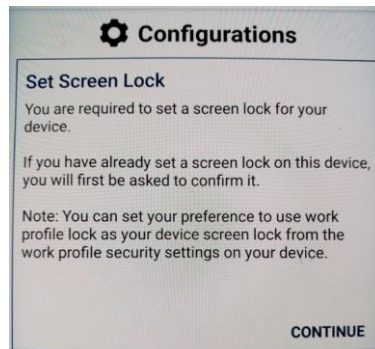 Configurations
Set Screen Lock
You are required to set a screen lock for your
device.
If you have already set a screen lock on this device,
you will first be asked to confirm it.
Note: You can set your preference to use work
profile lock as your device screen lock from the
work profile security settings on your device.
CONTINUE